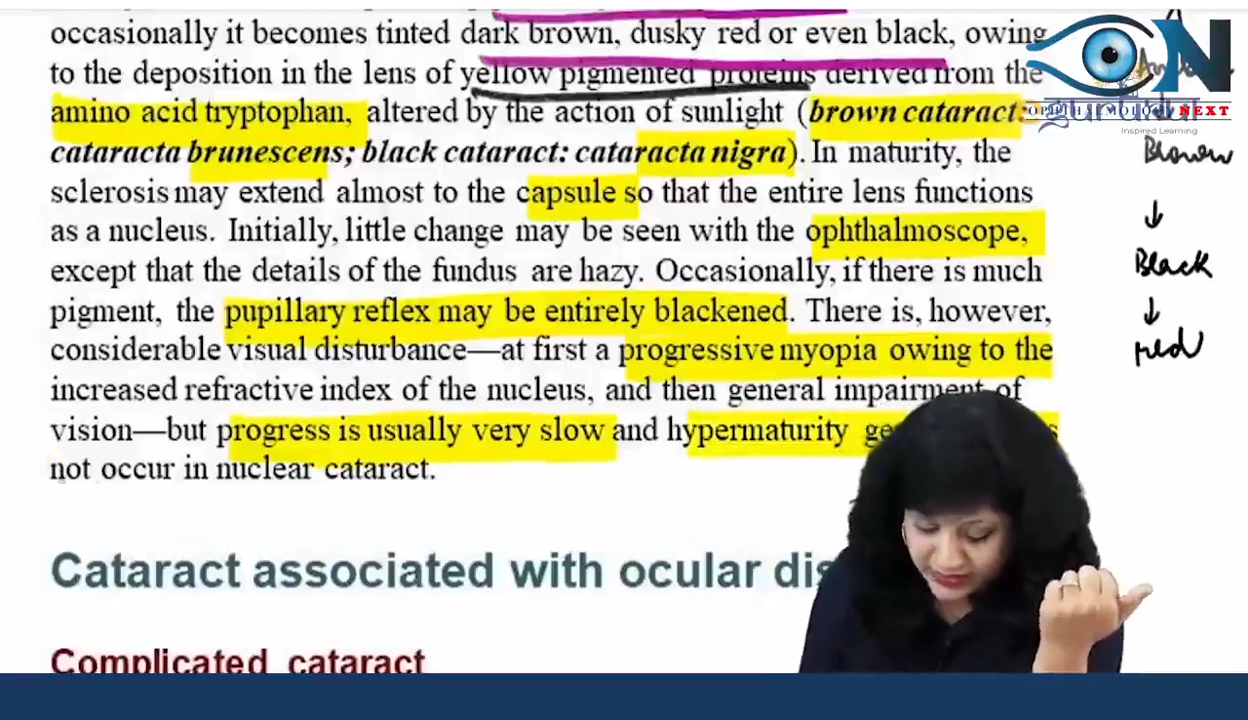 occasionally it becomes tinted dark brown, dusky red or even black, owing
to the deposition in the lens of yellow pigmented proteins derived from the
amino acid tryptophan, altered by the action of sunlight (brown cataract:
cataracta brunescens; black cataract: cataracta nigra). In maturity, the
sclerosis may extend almost to the capsule so that the entire lens functions
as a nucleus. Initially, little change may be seen with the ophthalmoscope,
except that the details of the fundus are hazy. Occasionally, if there is much
pigment, the pupillary reflex may be entirely blackened. There is, however,
considerable visual disturbance—at first a progressive myopia owing to the
increased refractive index of the nucleus, and then general impairment of
vision—but progress is usually very slow and hypermaturity
not occur in nuclear cataract.
Cataract associated with ocular
Complicated cataract
ON
NEXT
Inspired Learning
Brown
↓
Black
↓
red